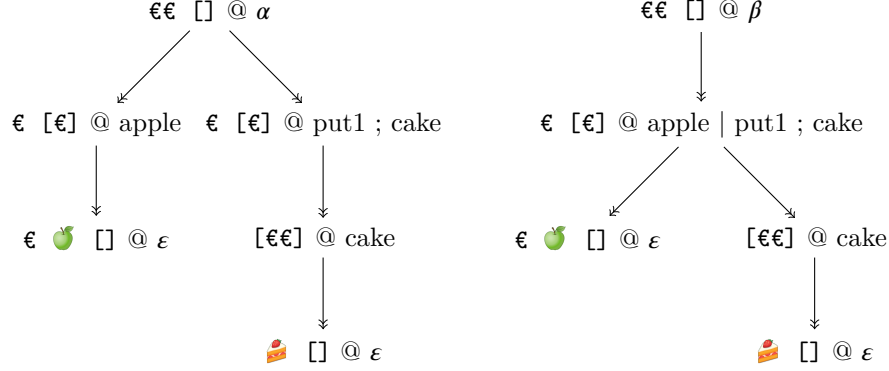 €€ [] @ α
€€ [] @ β
€ [€] @ apple
€ [€] @ put1 ; cake
€ [€] @ apple | put1 ; cake
€ 🍏 [] @ ε
[€€] @ cake
€ 🍏 [] @ ε
[€€] @ cake
🍰 [] @ ε
🍰 [] @ ε